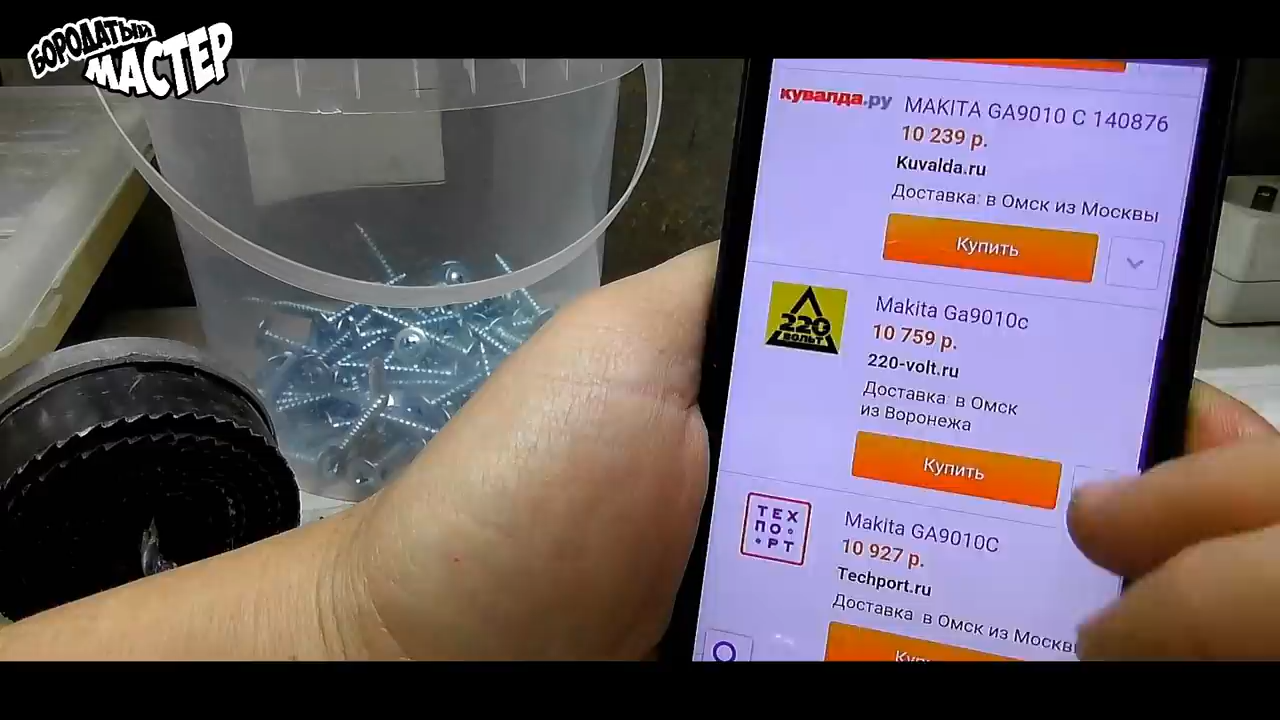 БОРОДАТЫЙ
МАСТЕР
кувалда.ру
MAKITA GA9010 C 140876
10 239 р.
Kuvalda.ru
Доставка: в Омск из Москвы
Купить
220
ВОЛЬТ
Makita Ga9010c
10 759 р.
220-volt.ru
Доставка: в Омск
из Воронежа
Купить
ТЕХ
ПО
РТ
Makita GA9010C
10 927 р.
Techport.ru
Доставка в Омск из Москвы